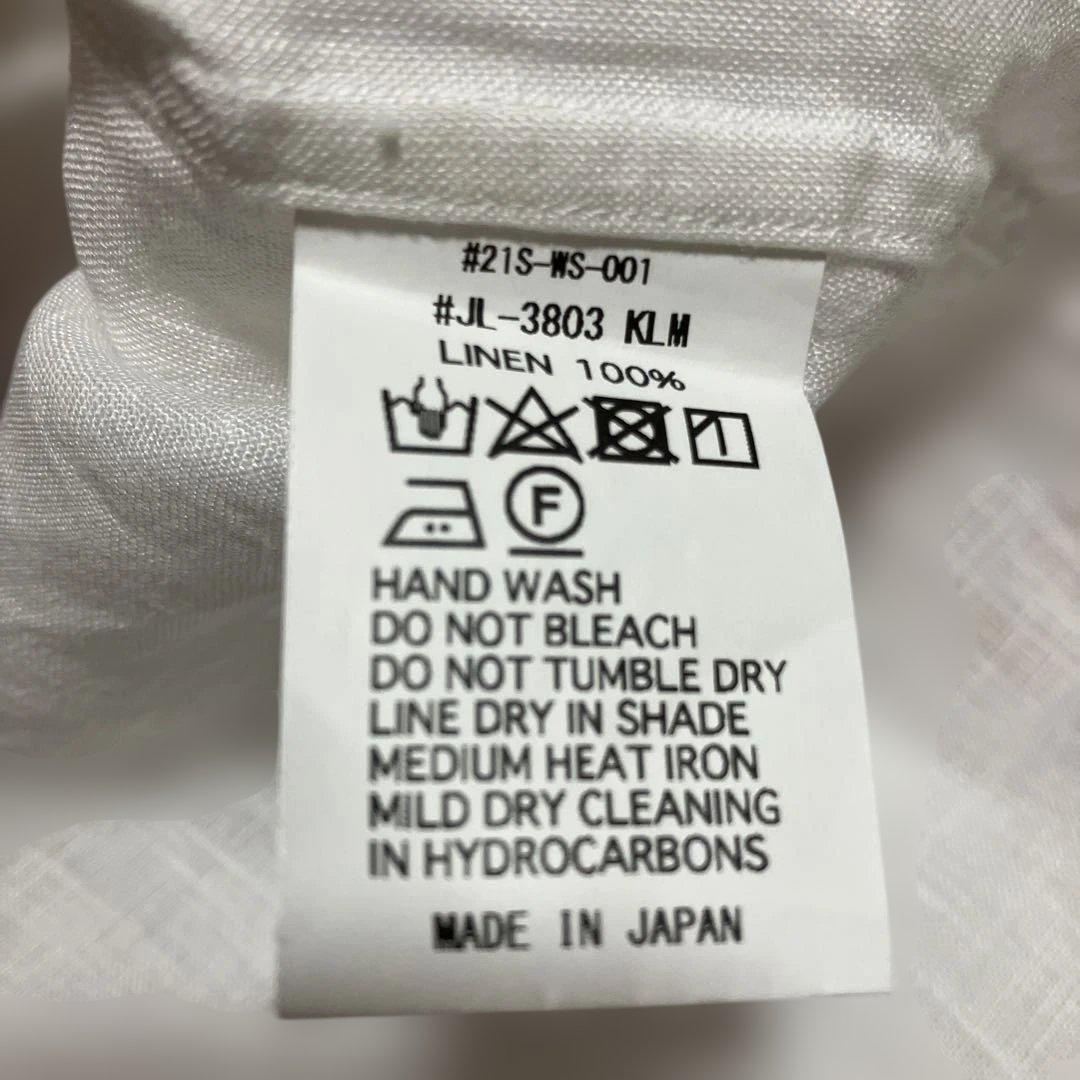 #21S-WS-001
#JL-3803 KLM
LINEN 100%
F
HAND WASH
DO NOT BLEACH
DO NOT TUMBLE DRY
LINE DRY IN SHADE
MEDIUM HEAT IRON
MILD DRY CLEANING
IN HYDROCARBONS
MADE IN JAPAN